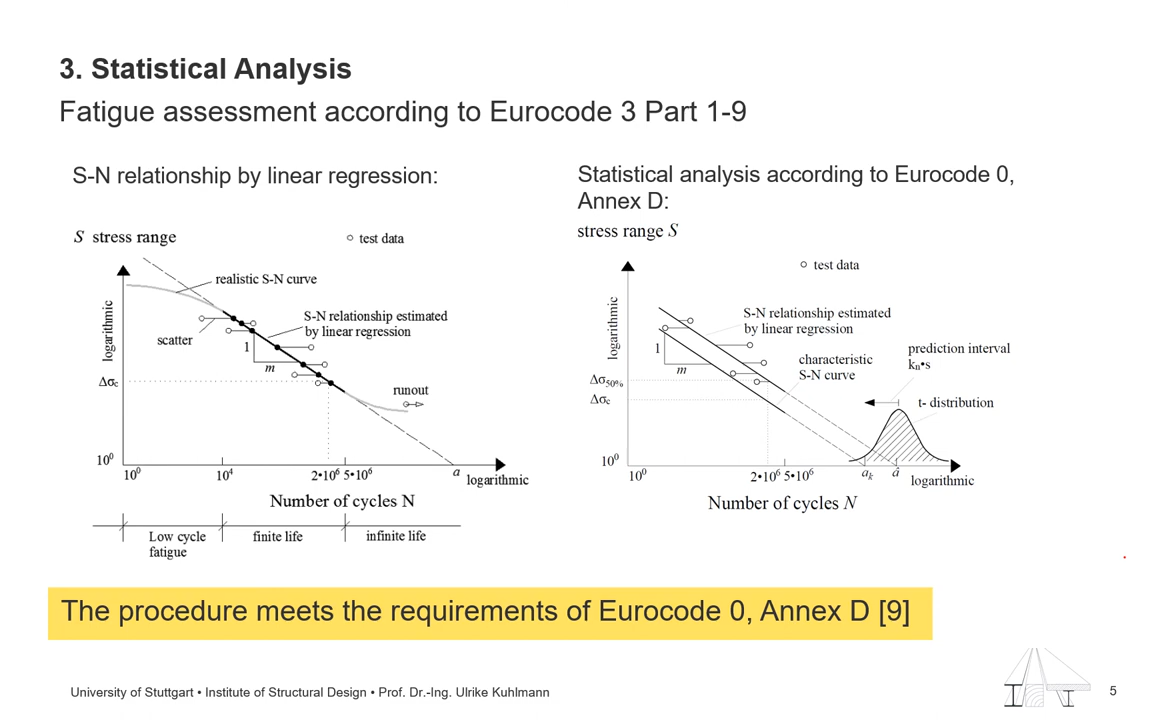 3. Statistical Analysis
Fatigue assessment according to Eurocode 3 Part 1-9
S-N relationship by linear regression:
S stress range
test data
realistic S-N curve
logarithmic
scatter
S-N relationship estimated
by linear regression
1
m
Δσc
runout
10⁰
10⁰
10⁴
2•10⁶ 5•10⁶
a
logarithmic
Number of cycles N
Low cycle
fatigue
finite life
infinite life
Statistical analysis according to Eurocode 0,
Annex D:
stress range S
test data
logarithmic
S-N relationship estimated
by linear regression
1
m
characteristic
S-N curve
prediction interval
kn•s
t- distribution
Δσ50%
Δσc
10⁰
10⁰
2•10⁶ 5•10⁶
ak
â
logarithmic
Number of cycles N
The procedure meets the requirements of Eurocode 0, Annex D [9]
University of Stuttgart • Institute of Structural Design • Prof. Dr.-Ing. Ulrike Kuhlmann
5